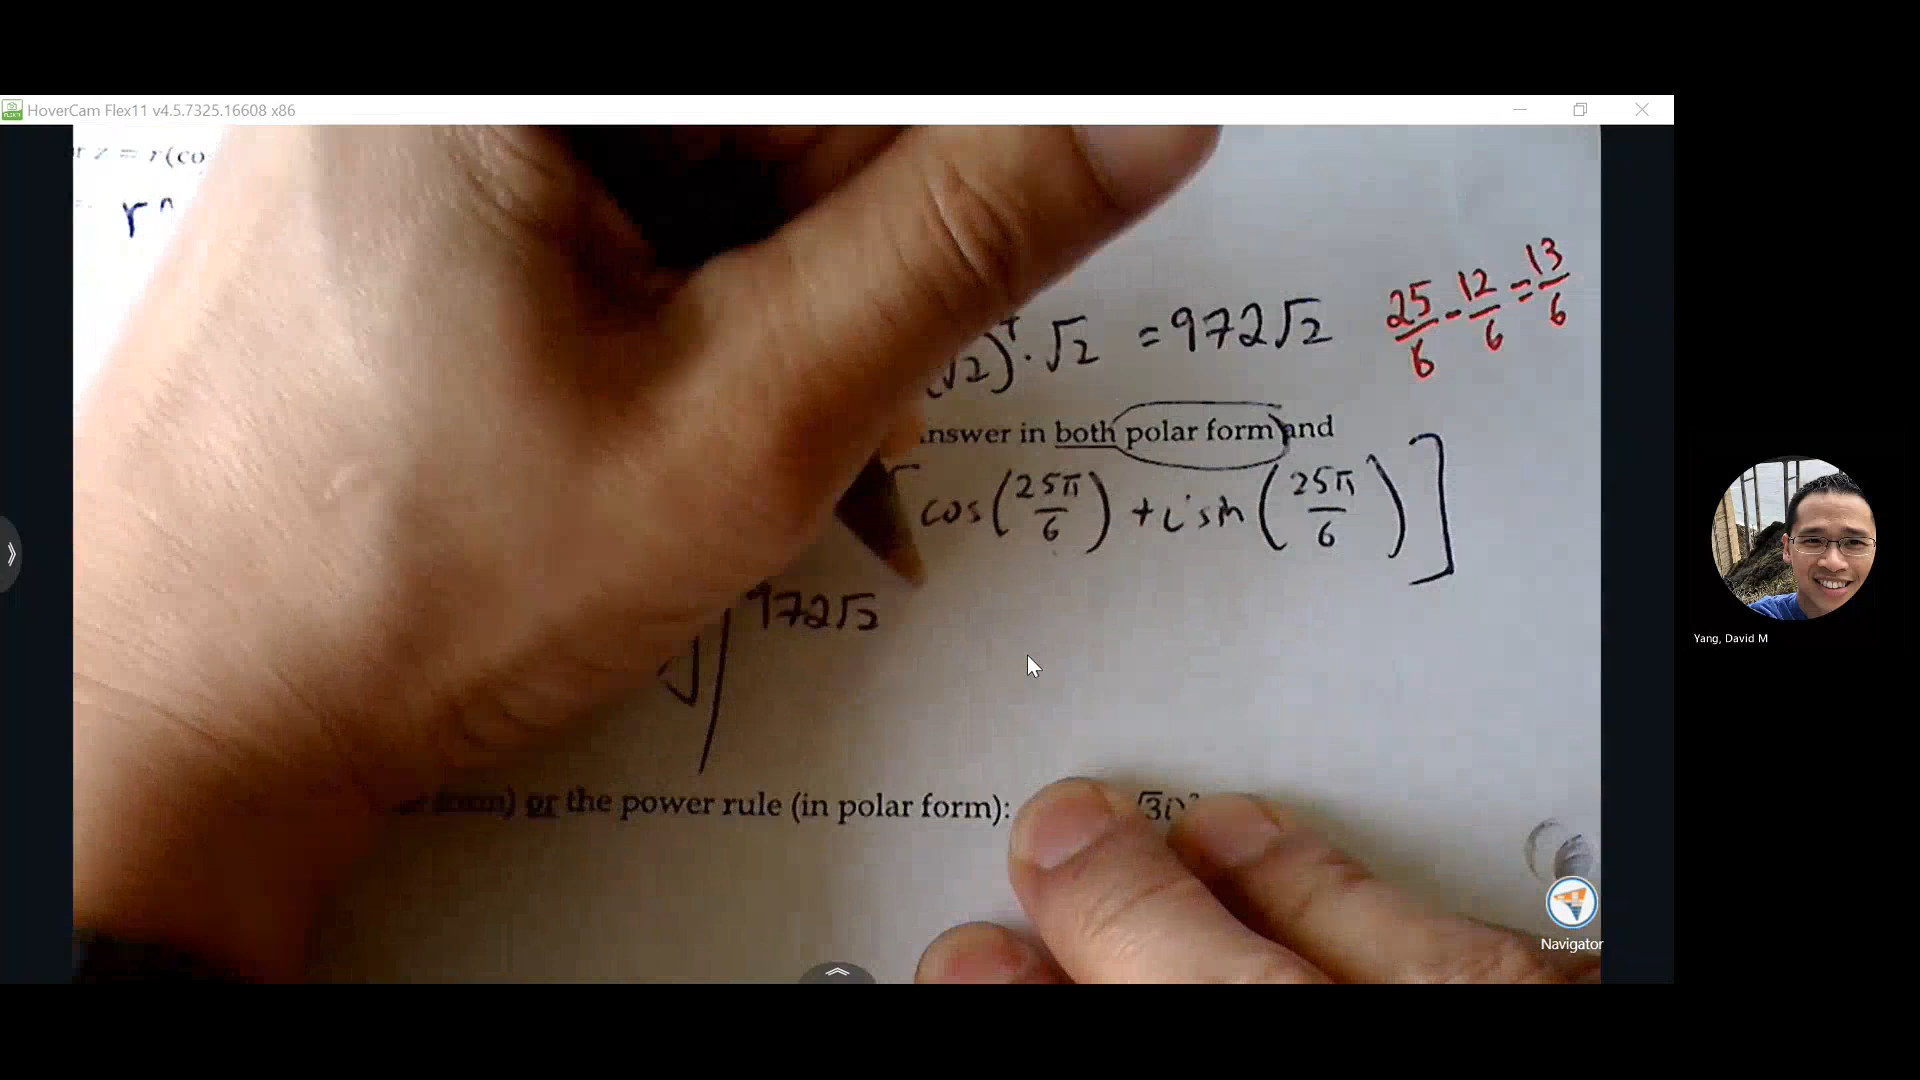 HoverCam Flex11 v4.5.7325.16608 x86
r z = r(co
r^n
√2) · √2 = 972√2
25/6 - 12/6 = 13/6
nswer in both polar form and
cos(25π/6) + i sin(25π/6)]
972√2
or the power rule (in polar form): √3i)
Navigator
Yang, David M